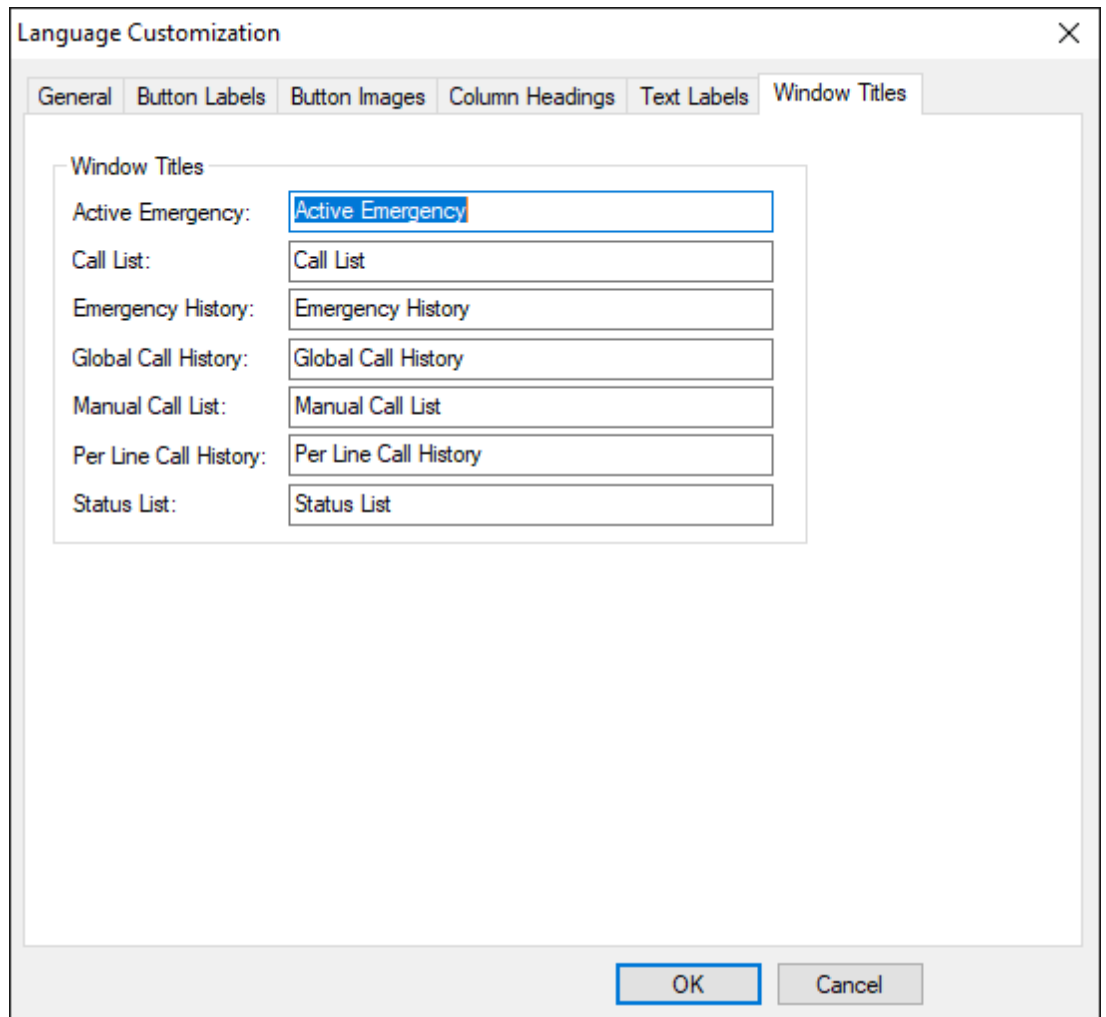 Language Customization
General Button Labels Button Images Column Headings Text Labels Window Titles
Window Titles
Active Emergency: Active Emergency
Call List: Call List
Emergency History: Emergency History
Global Call History: Global Call History
Manual Call List: Manual Call List
Per Line Call History: Per Line Call History
Status List: Status List
OK Cancel